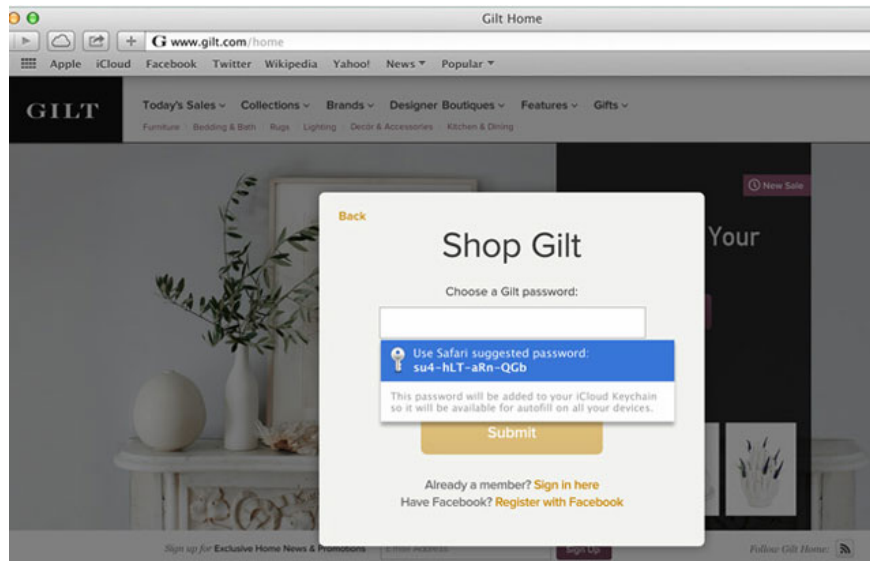 Gilt Home
G www.gilt.com/home
Apple iCloud Facebook Twitter Wikipedia Yahoo! News Popular
GILT
Today's Sales Collections Brands Designer Boutiques Features Gifts
Furniture Bedding & Bath Rugs Lighting Decor & Accessories Kitchen & Dining
New Sale
Your
Back
Shop Gilt
Choose a Gilt password:
Use Safari suggested password:
su4-hLT-aRn-QGb
This password will be added to your iCloud Keychain
so it will be available for autofill on all your devices.
Submit
Already a member? Sign in here
Have Facebook? Register with Facebook
Sign up for Exclusive Home News & Promotions Email Address Sign Up Follow Gilt Home: